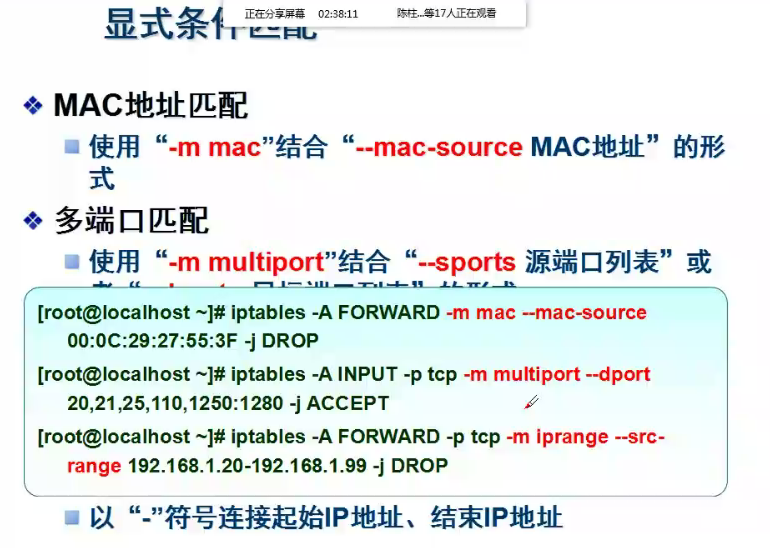 正在分享屏幕 02:38:11 陈柱...等17人正在观看
显式条件匹配
MAC地址匹配
使用“-m mac”结合“--mac-source MAC地址”的形
式
多端口匹配
使用“-m multiport”结合“--sports 源端口列表”或
[root@localhost ~]# iptables -A FORWARD -m mac --mac-source
00:0C:29:27:55:3F -j DROP
[root@localhost ~]# iptables -A INPUT -p tcp -m multiport --dport
20,21,25,110,1250:1280 -j ACCEPT
[root@localhost ~]# iptables -A FORWARD -p tcp -m iprange --src-
range 192.168.1.20-192.168.1.99 -j DROP
以“-”符号连接起始IP地址、结束IP地址